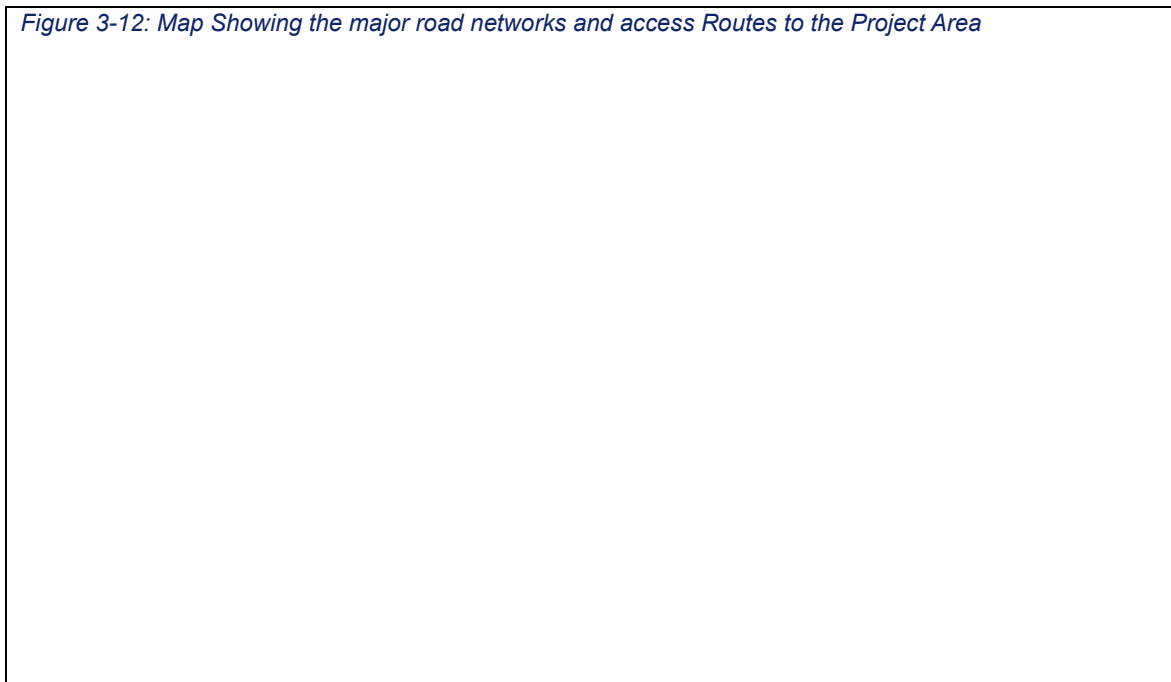 Figure 3-12: Map Showing the major road networks and access Routes to the Project Area